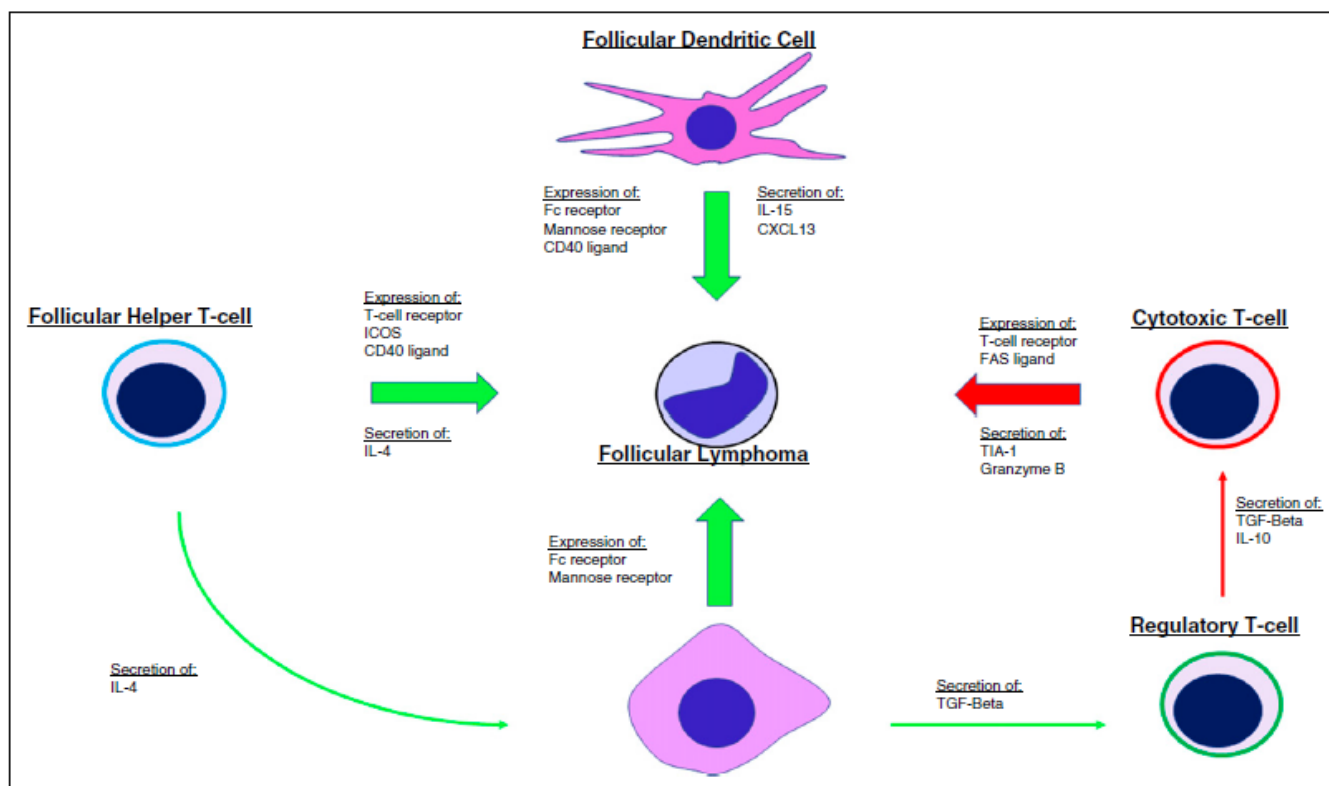 Follicular Dendritic Cell
Expression of:
Fc receptor
Mannose receptor
CD40 ligand
Secretion of:
IL-15
CXCL13
Follicular Helper T-cell
Expression of:
T-cell receptor
ICOS
CD40 ligand
Secretion of:
IL-4
Follicular Lymphoma
Expression of:
T-cell receptor
FAS ligand
Secretion of:
TIA-1
Granzyme B
Cytotoxic T-cell
Secretion of:
TGF-Beta
IL-10
Expression of:
Fc receptor
Mannose receptor
Regulatory T-cell
Secretion of:
IL-4
Secretion of:
TGF-Beta